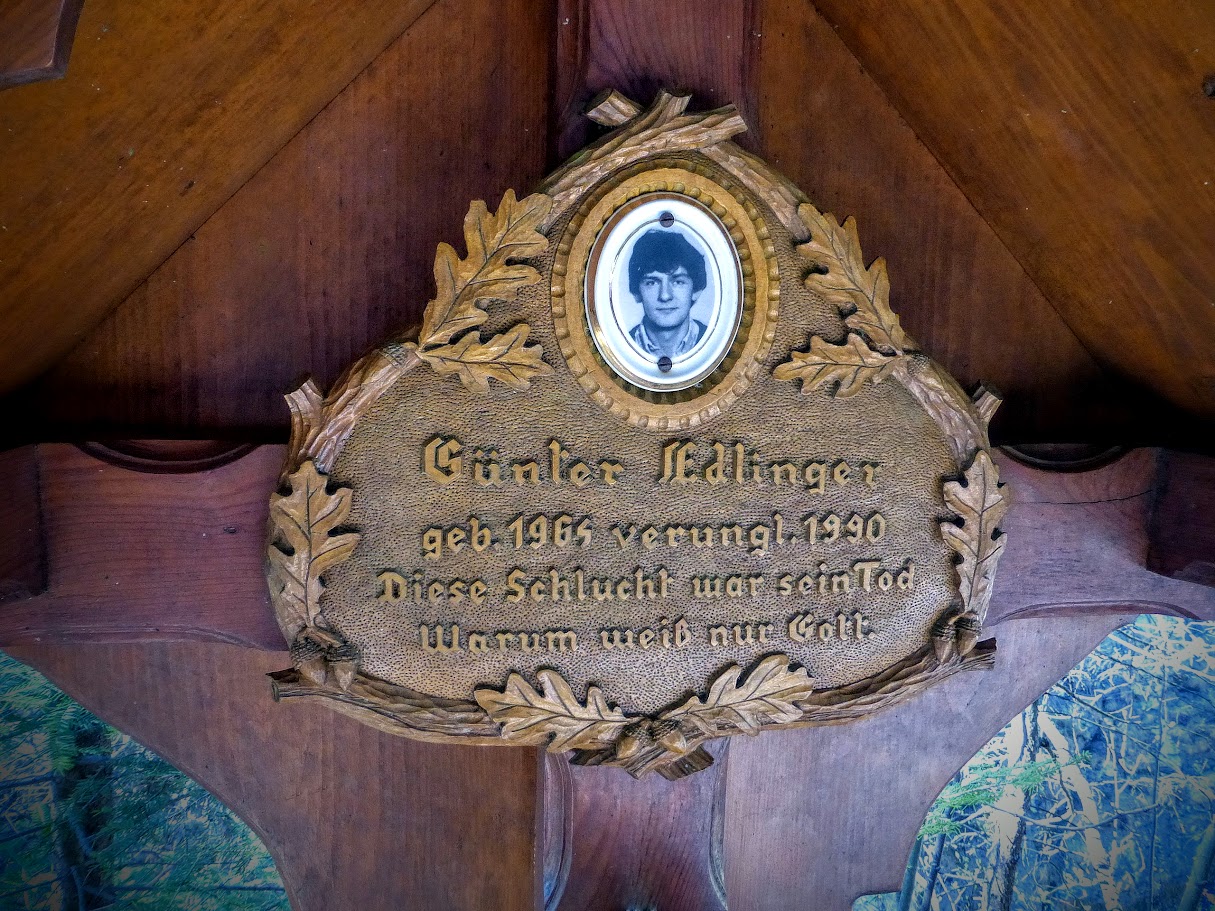 Günter Edlinger
geb. 1965 verungl. 1990
Diese Schlucht war sein Tod
Warum weiß nur Gott.